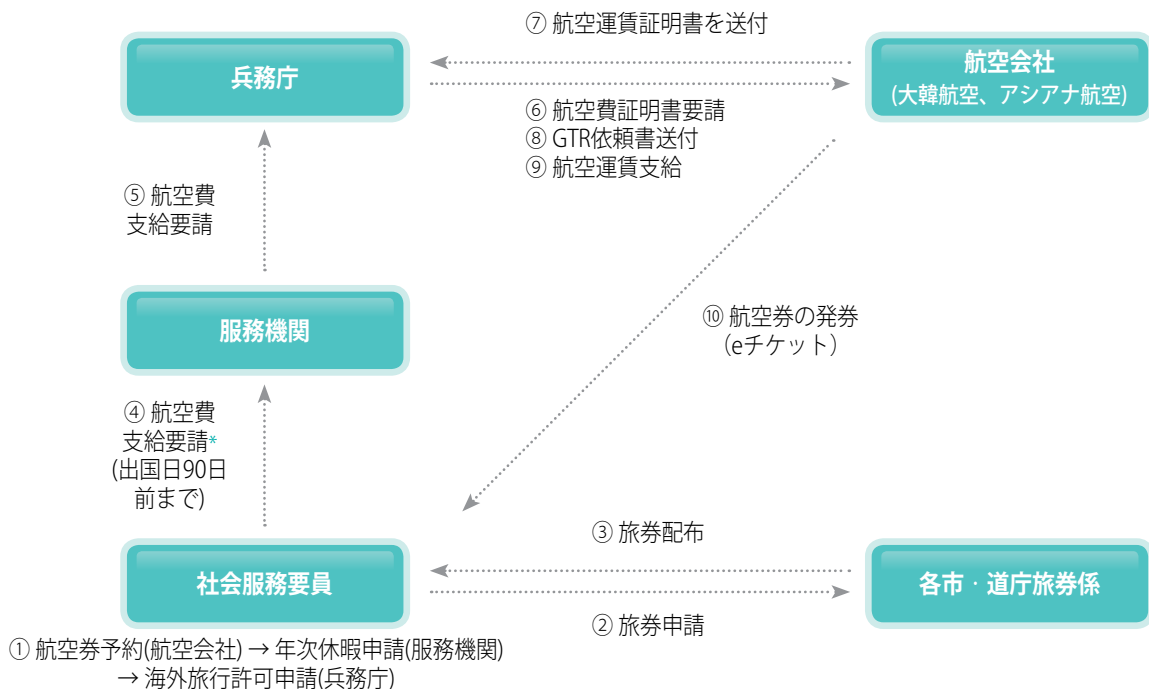 ⑦ 航空運賃証明書を送付
兵務庁
航空会社
(大韓航空、アシアナ航空)
⑥ 航空費証明書要請
⑧ GTR依頼書送付
⑨ 航空運賃支給
⑤ 航空費
支給要請
服務機関
⑩ 航空券の発券
（eチケット）
④ 航空費
支給要請*
(出国日90日
前まで)
③ 旅券配布
社会服務要員
各市・道庁旅券係
② 旅券申請
① 航空券予約(航空会社) → 年次休暇申請(服務機関)
→ 海外旅行許可申請(兵務庁)